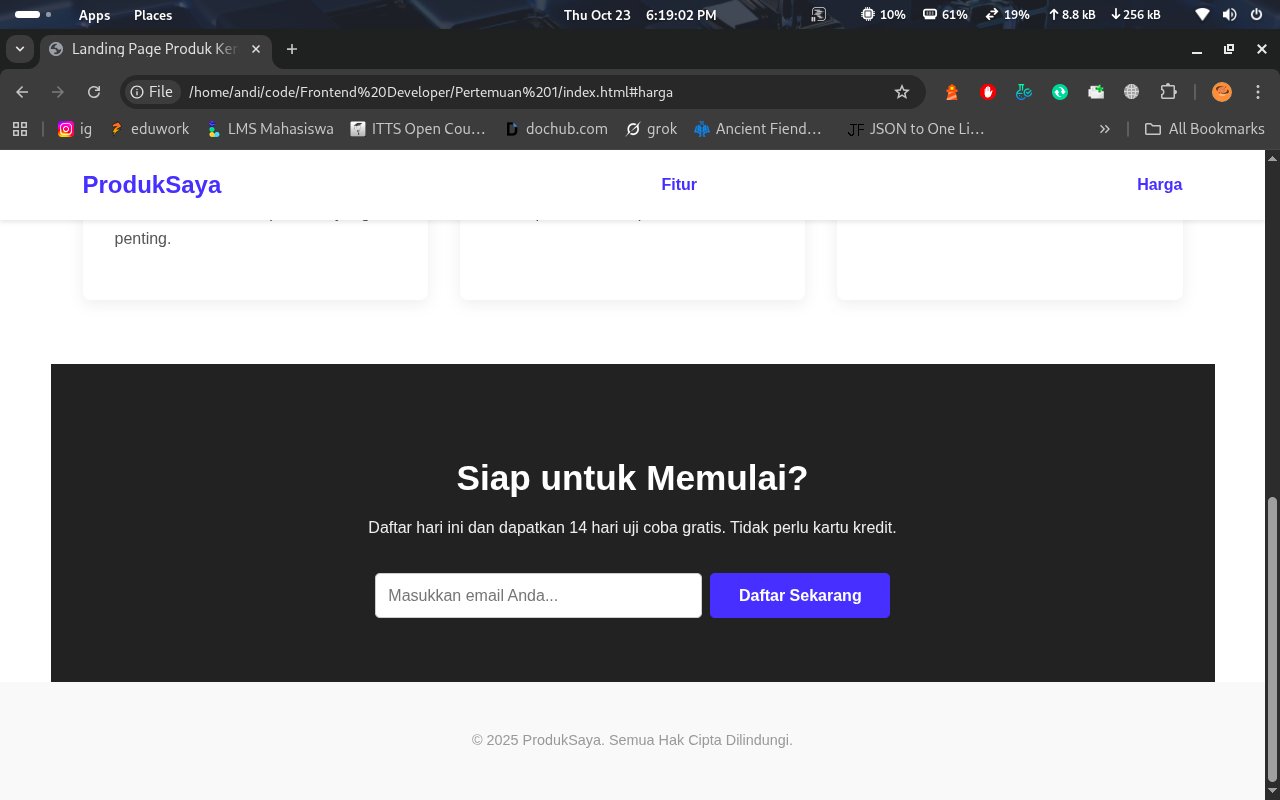 Apps Places Thu Oct 23 6:19:02 PM 10% 61% 19% 8.8 kB 256 kB
Landing Page Produk Ker
File /home/andi/code/Frontend%20Developer/Pertemuan%201/index.html#harga
ig eduwork LMS Mahasiswa ITTS Open Cou… dochub.com grok Ancient Fiend… JF JSON to One Li… All Bookmarks
ProdukSaya Fitur Harga
penting.
Siap untuk Memulai?
Daftar hari ini dan dapatkan 14 hari uji coba gratis. Tidak perlu kartu kredit.
Masukkan email Anda... Daftar Sekarang
© 2025 ProdukSaya. Semua Hak Cipta Dilindungi.